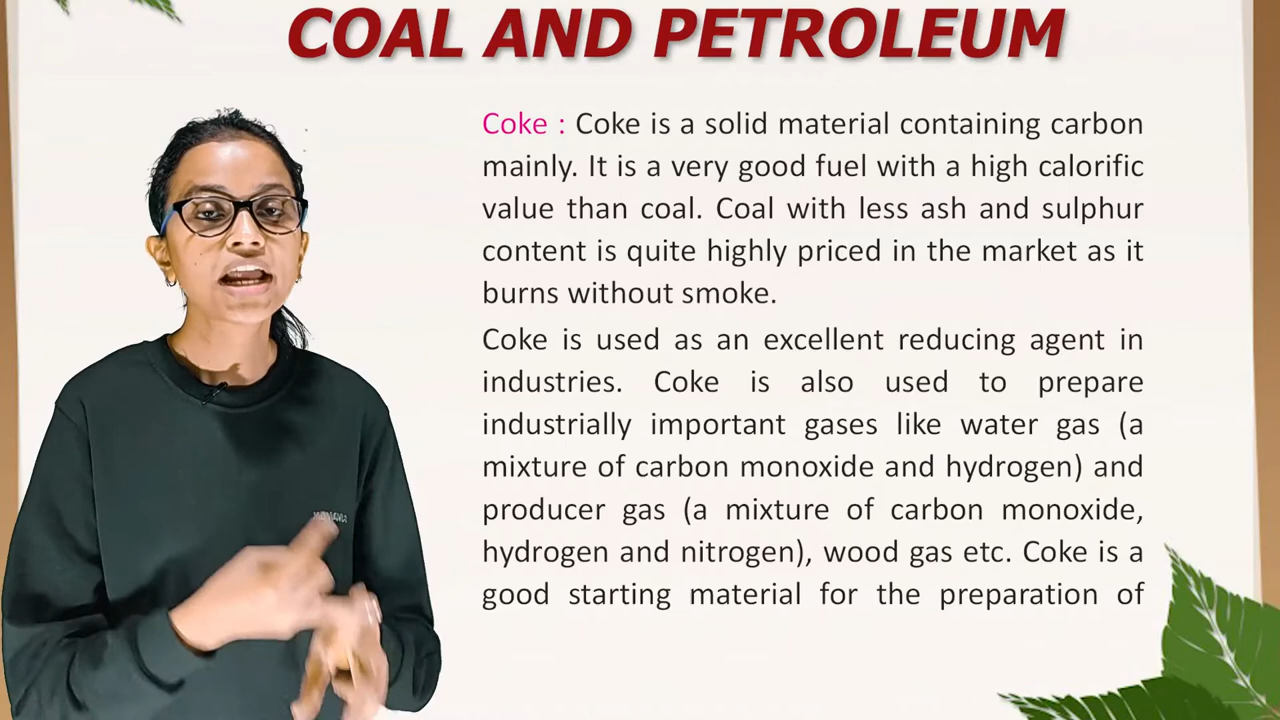 COAL AND PETROLEUM
Coke : Coke is a solid material containing carbon
mainly. It is a very good fuel with a high calorific
value than coal. Coal with less ash and sulphur
content is quite highly priced in the market as it
burns without smoke.
Coke is used as an excellent reducing agent in
industries. Coke is also used to prepare
industrially important gases like water gas (a
mixture of carbon monoxide and hydrogen) and
producer gas (a mixture of carbon monoxide,
hydrogen and nitrogen), wood gas etc. Coke is a
good starting material for the preparation of